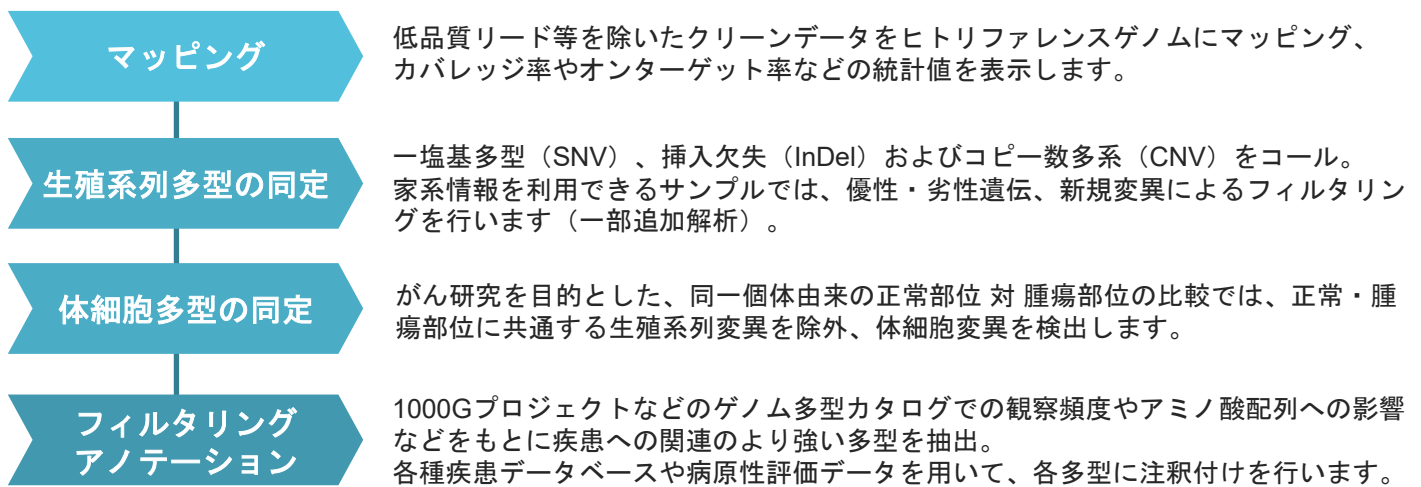 マッピング
低品質リード等を除いたクリーンデータをヒトリファレンスゲノムにマッピング、
カバレッジ率やオンターゲット率などの統計値を表示します。
生殖系列多型の同定
一塩基多型（SNV）、挿入欠失（InDel）およびコピー数多系（CNV）をコール。
家系情報を利用できるサンプルでは、優性・劣性遺伝、新規変異によるフィルタリン
グを行います（一部追加解析）。
体細胞多型の同定
がん研究を目的とした、同一個体由来の正常部位 対 腫瘍部位の比較では、正常・腫
瘍部位に共通する生殖系列変異を除外、体細胞変異を検出します。
フィルタリング
アノテーション
1000Gプロジェクトなどのゲノム多型カタログでの観察頻度やアミノ酸配列への影響
などをもとに疾患への関連のより強い多型を抽出。
各種疾患データベースや病原性評価データを用いて、各多型に注釈付けを行います。